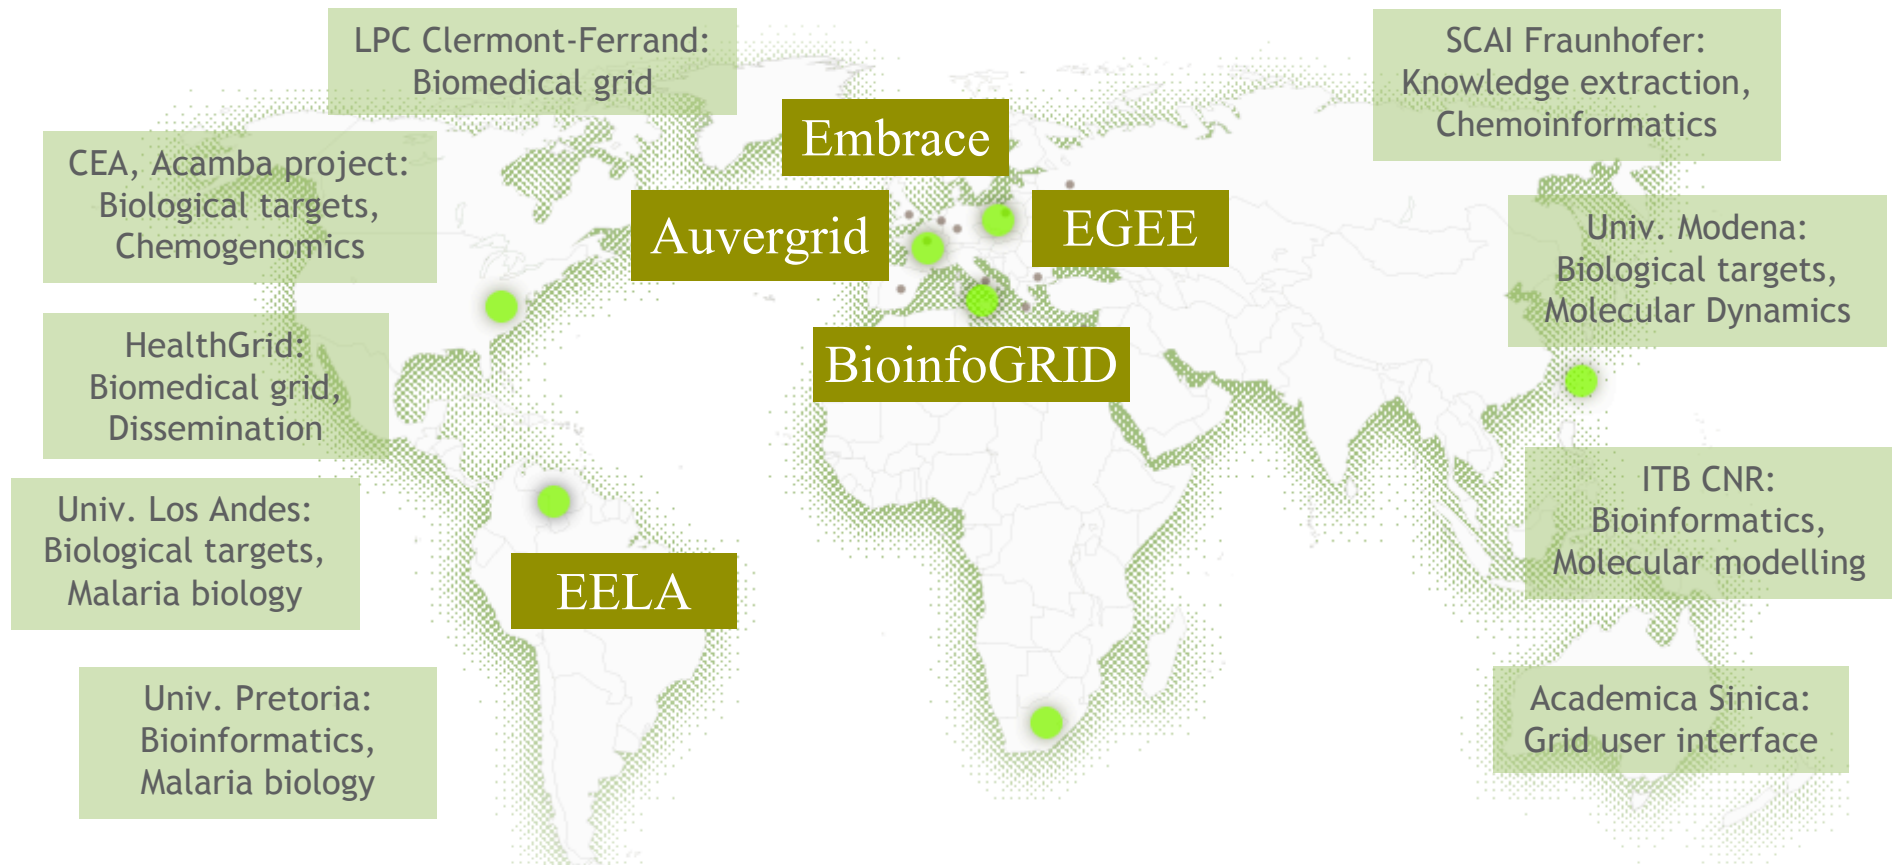 LPC Clermont-Ferrand:
Biomedical grid
SCAI Fraunhofer:
Knowledge extraction,
Chemoinformatics
Embrace
CEA, Acamba project:
Biological targets,
Chemogenomics
Auvergrid
EGEE
Univ. Modena:
Biological targets,
Molecular Dynamics
HealthGrid:
Biomedical grid,
Dissemination
BioinfoGRID
ITB CNR:
Bioinformatics,
Molecular modelling
Univ. Los Andes:
Biological targets,
Malaria biology
EELA
Univ. Pretoria:
Bioinformatics,
Malaria biology
Academica Sinica:
Grid user interface